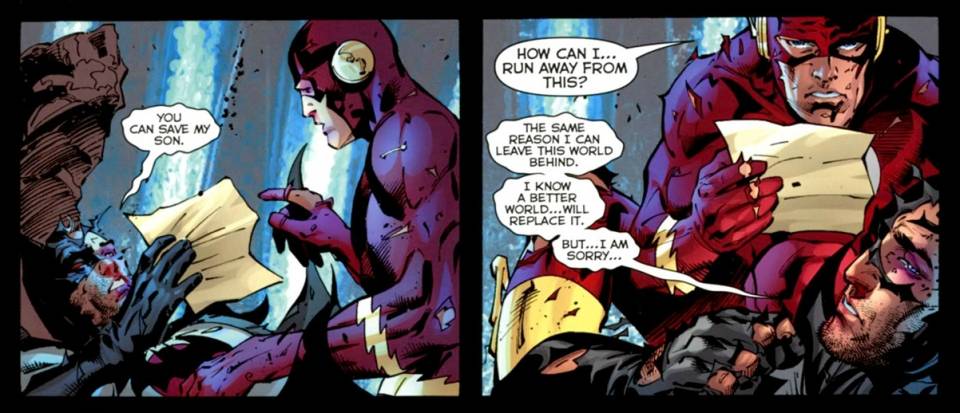 YOU
CAN SAVE MY
SON.
HOW CAN I...
RUN AWAY FROM
THIS?
THE SAME
REASON I CAN
LEAVE THIS WORLD
BEHIND.
I KNOW
A BETTER
WORLD...WILL
REPLACE IT.
BUT...I AM
SORRY...